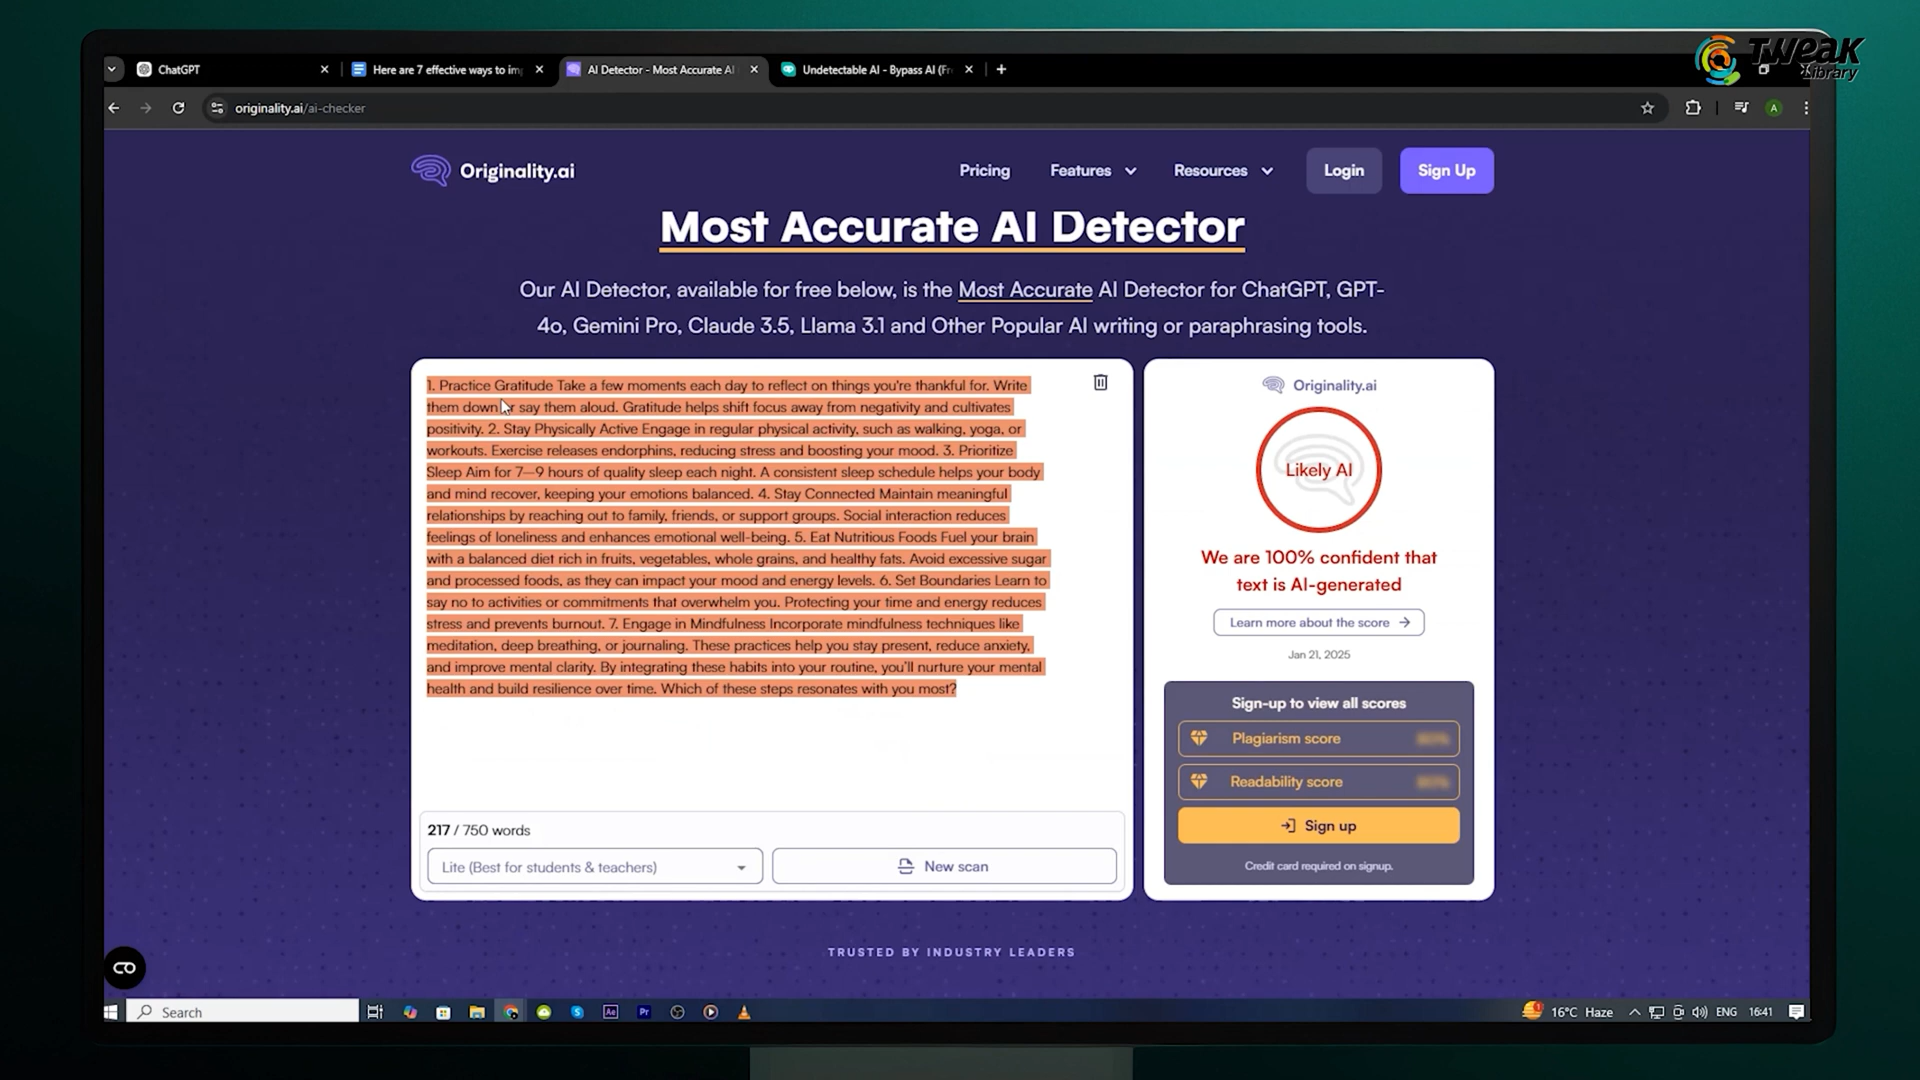 TWEAK
Library
ChatGPT
Here are 7 effective ways to im
AI Detector - Most Accurate AI
Undetectable AI - Bypass AI (Fr
originality.ai/ai-checker
A
Originality.ai
Pricing
Features
Resources
Login
Sign Up
Most Accurate AI Detector
Our AI Detector, available for free below, is the Most Accurate AI Detector for ChatGPT, GPT-
4o, Gemini Pro, Claude 3.5, Llama 3.1 and Other Popular AI writing or paraphrasing tools.
1. Practice Gratitude Take a few moments each day to reflect on things you're thankful for. Write
them down or say them aloud. Gratitude helps shift focus away from negativity and cultivates
positivity. 2. Stay Physically Active Engage in regular physical activity, such as walking, yoga, or
workouts. Exercise releases endorphins, reducing stress and boosting your mood. 3. Prioritize
Sleep Aim for 7–9 hours of quality sleep each night. A consistent sleep schedule helps your body
and mind recover, keeping your emotions balanced. 4. Stay Connected Maintain meaningful
relationships by reaching out to family, friends, or support groups. Social interaction reduces
feelings of loneliness and enhances emotional well-being. 5. Eat Nutritious Foods Fuel your brain
with a balanced diet rich in fruits, vegetables, whole grains, and healthy fats. Avoid excessive sugar
and processed foods, as they can impact your mood and energy levels. 6. Set Boundaries Learn to
say no to activities or commitments that overwhelm you. Protecting your time and energy reduces
stress and prevents burnout. 7. Engage in Mindfulness Incorporate mindfulness techniques like
meditation, deep breathing, or journaling. These practices help you stay present, reduce anxiety,
and improve mental clarity. By integrating these habits into your routine, you'll nurture your mental
health and build resilience over time. Which of these steps resonates with you most?
217 / 750 words
Lite (Best for students & teachers)
New scan
Originality.ai
Likely AI
We are 100% confident that
text is AI-generated
Learn more about the score
Jan 21, 2025
Sign-up to view all scores
Plagiarism score
Readability score
Sign up
Credit card required on signup.
TRUSTED BY INDUSTRY LEADERS
Search
Ae
Pr
16°C Haze
ENG
16:41